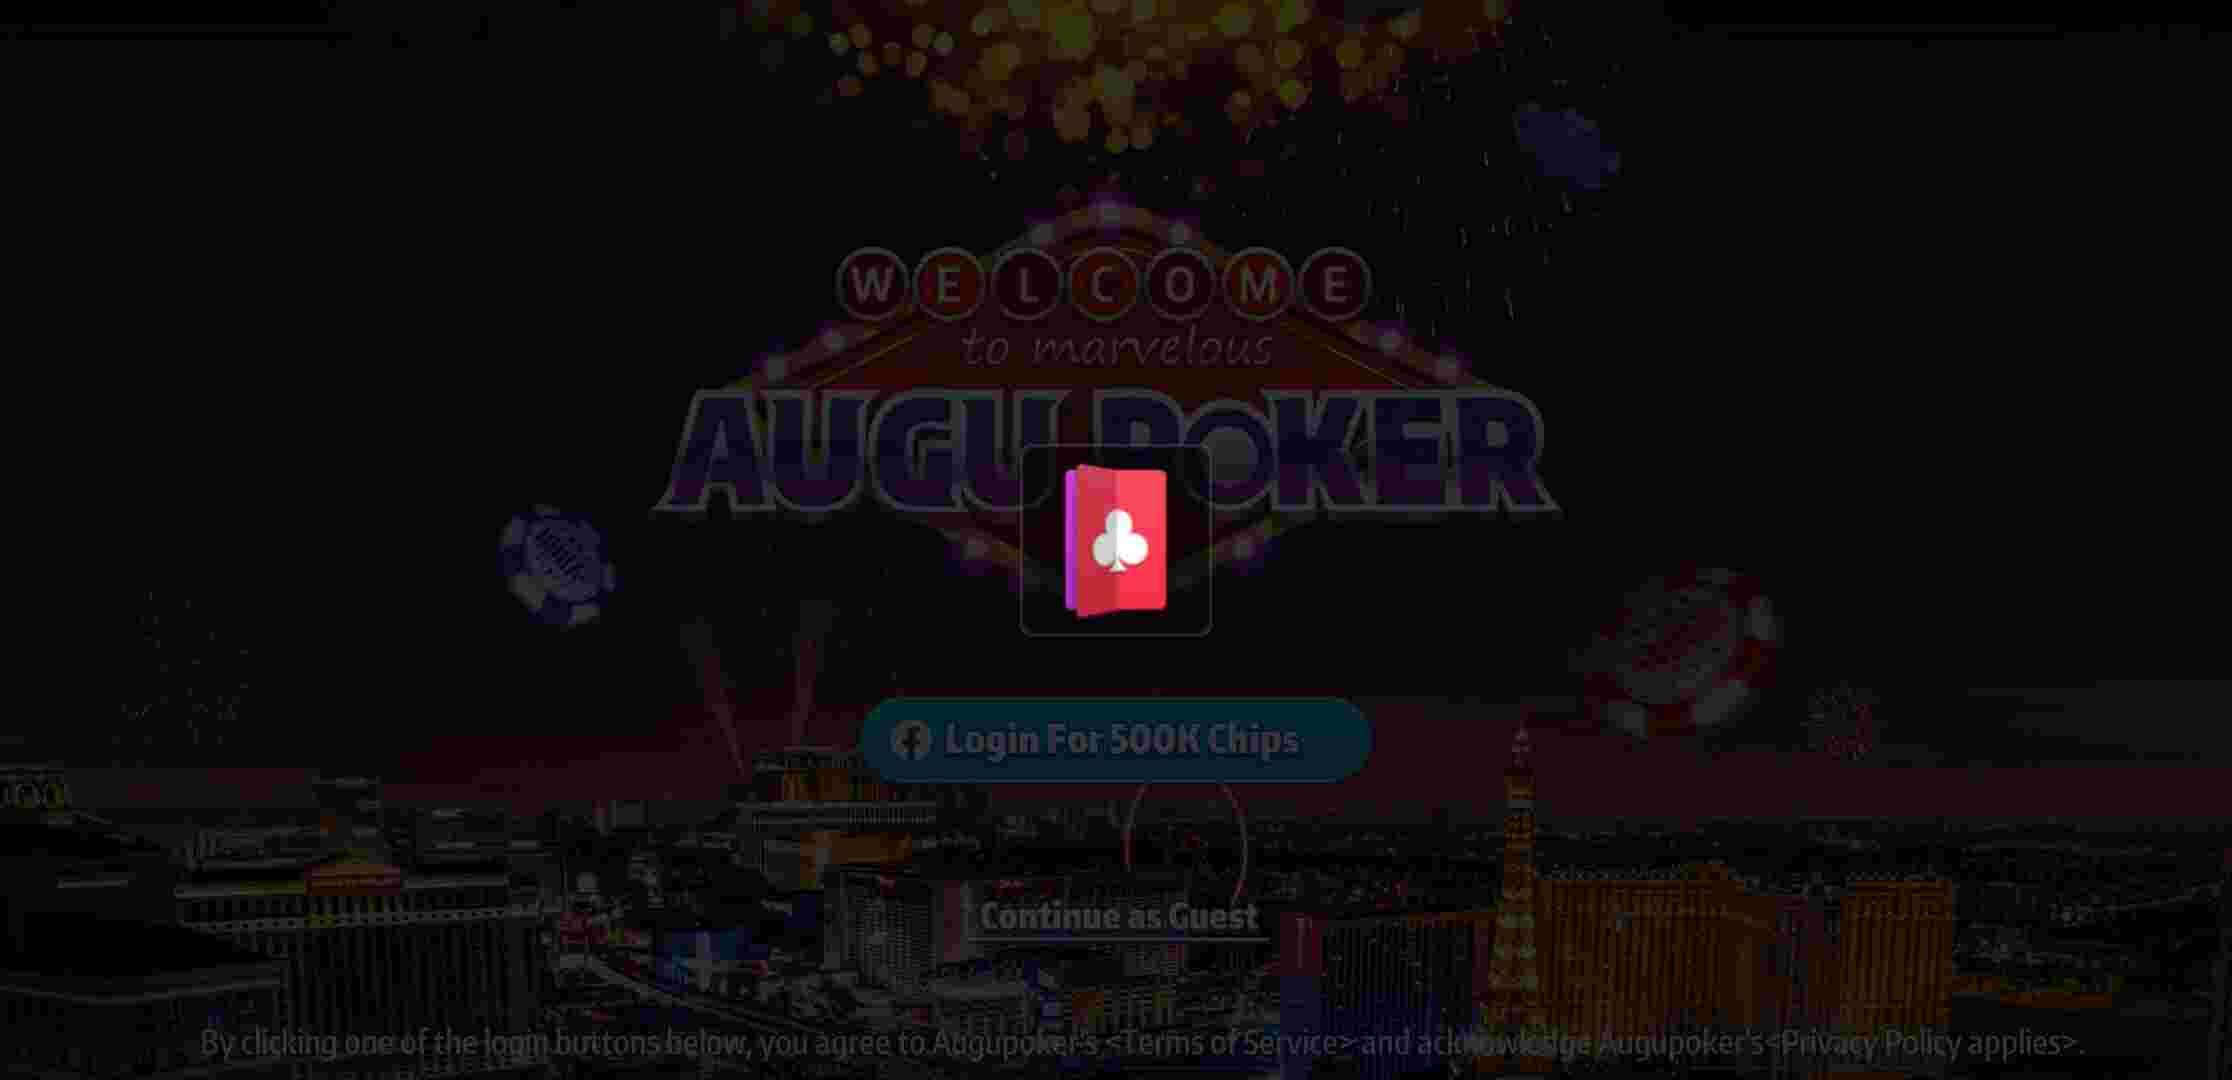 WELCOME
to marvelous
AUGU POKER
Login For 500K Chips
Continue as Guest
By clicking one of the login buttons below, you agree to Augupoker's <Terms of Service> and acknowledge Augupoker's<Privacy Policy applies>.